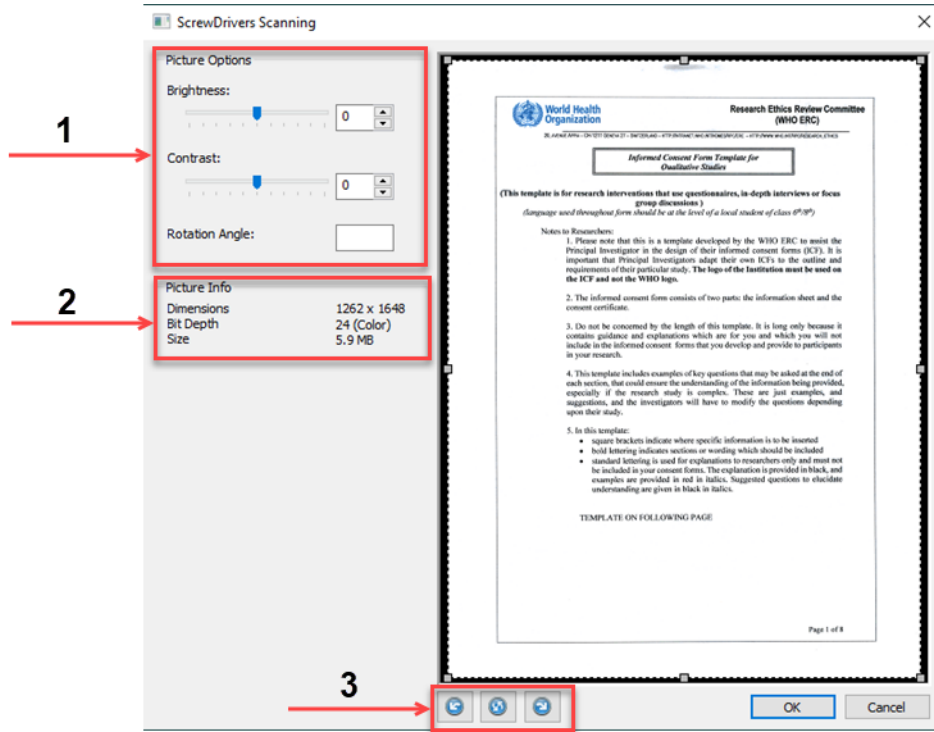 ScrewDrivers Scanning
1
Picture Options
Brightness:
0
Contrast:
0
Rotation Angle:
2
Picture Info
Dimensions 1262 x 1648
Bit Depth 24 (Color)
Size 5.9 MB
World Health
Organization
Research Ethics Review Committee
(WHO ERC)
Informed Consent Form Template for
Qualitative Studies
(This template is for research interventions that use questionnaires, in-depth interviews or focus
group discussions )
(language used throughout form should be at the level of a local student of class 6th/8th)
Notes to Researchers:
1. Please note that this is a template developed by the WHO ERC to assist the
Principal Investigator in the design of their informed consent forms (ICF). It is
important that Principal Investigators adapt their own ICFs to the outline and
requirements of their particular study. The logo of the Institution must be used on
the ICF and not the WHO logo.
2. The informed consent form consists of two parts: the information sheet and the
consent certificate.
3. Do not be concerned by the length of this template. It is long only because it
contains guidance and explanations which are for you and which you will not
include in the informed consent forms that you develop and provide to participants
in your research.
4. This template includes examples of key questions that may be asked at the end of
each section, that could ensure the understanding of the information being provided,
especially if the research study is complex. These are just examples, and
suggestions, and the investigators will have to modify the questions depending
upon their study.
5. In this template:
• square brackets indicate where specific information is to be inserted
• bold lettering indicates sections or wording which should be included
• standard lettering is used for explanations to researchers only and must not
be included in your consent forms. The explanation is provided in black, and
examples are provided in red in italics. Suggested questions to elucidate
understanding are given in black in italics.
TEMPLATE ON FOLLOWING PAGE
Page 1 of 8
3
OK
Cancel